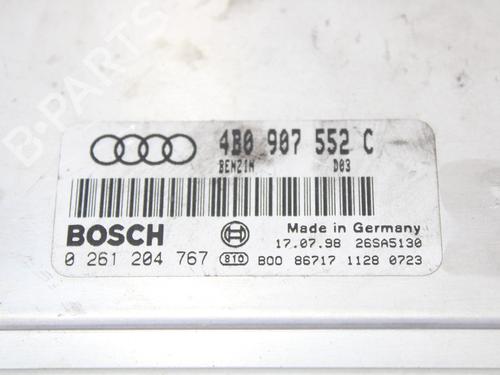 B-PARTS
4B0 907 552 C
BENZIN D03
BOSCH
Made in Germany
17.07.98 26SA5130
0 261 204 767 810 B00 86717 1128 0723